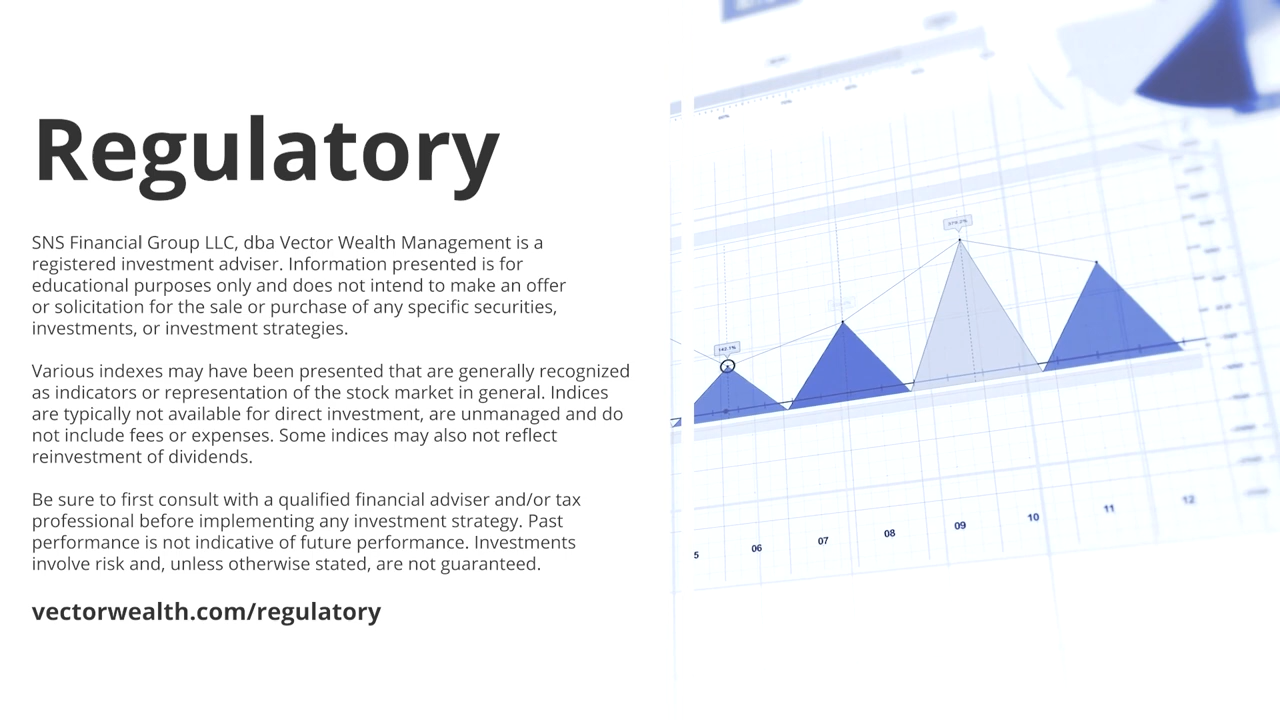 Regulatory
SNS Financial Group LLC, dba Vector Wealth Management is a
registered investment adviser. Information presented is for
educational purposes only and does not intend to make an offer
or solicitation for the sale or purchase of any specific securities,
investments, or investment strategies.
Various indexes may have been presented that are generally recognized
as indicators or representation of the stock market in general. Indices
are typically not available for direct investment, are unmanaged and do
not include fees or expenses. Some indices may also not reflect
reinvestment of dividends.
Be sure to first consult with a qualified financial adviser and/or tax
professional before implementing any investment strategy. Past
performance is not indicative of future performance. Investments
involve risk and, unless otherwise stated, are not guaranteed.
vectorwealth.com/regulatory
5 06 07 08 09 10 11 12